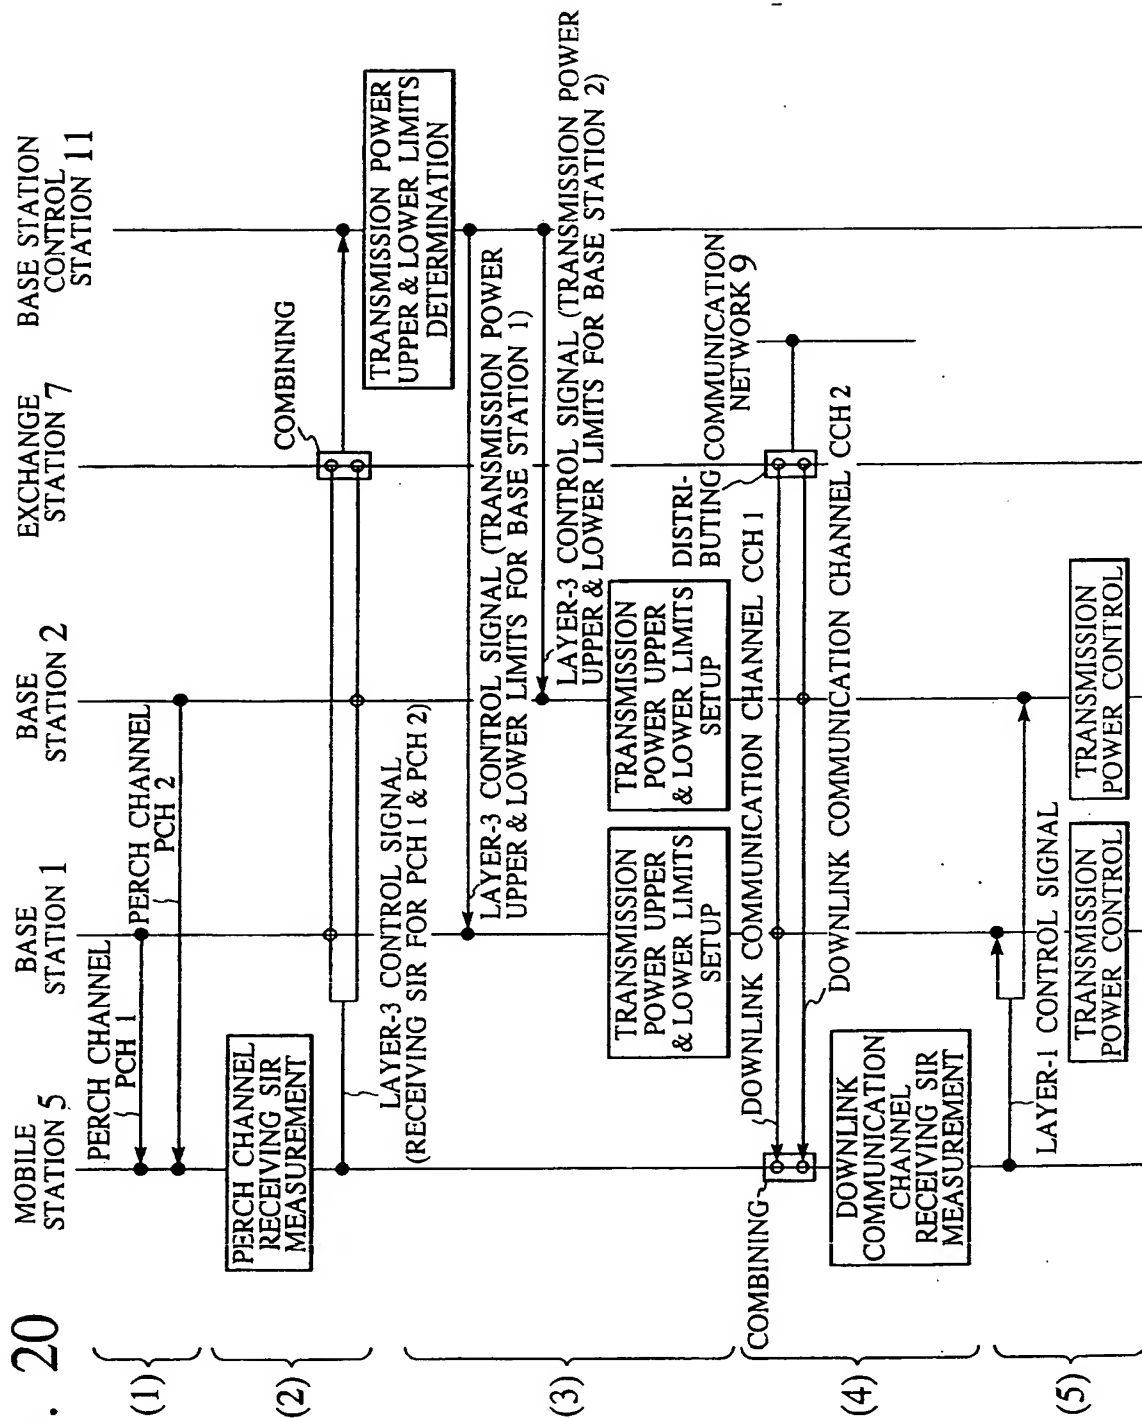 . 20
MOBILE
STATION 5
BASE
STATION 1
BASE
STATION 2
EXCHANGE
STATION 7
BASE STATION
CONTROL
STATION 11
(1)
PERCH CHANNEL
PCH 1
PERCH CHANNEL
PCH 2
(2)
PERCH CHANNEL
RECEIVING SIR
MEASUREMENT
COMBINING
LAYER-3 CONTROL SIGNAL
(RECEIVING SIR FOR PCH 1 & PCH 2)
TRANSMISSION POWER
UPPER & LOWER LIMITS
DETERMINATION
(3)
LAYER-3 CONTROL SIGNAL (TRANSMISSION POWER
UPPER & LOWER LIMITS FOR BASE STATION 1)
LAYER-3 CONTROL SIGNAL (TRANSMISSION POWER
UPPER & LOWER LIMITS FOR BASE STATION 2)
TRANSMISSION
POWER UPPER
& LOWER LIMITS
SETUP
TRANSMISSION
POWER UPPER
& LOWER LIMITS
SETUP
(4)
DISTRI-
BUTING
COMMUNICATION
NETWORK 9
DOWNLINK COMMUNICATION CHANNEL CCH 1
COMBINING
DOWNLINK COMMUNICATION CHANNEL CCH 2
DOWNLINK
COMMUNICATION
CHANNEL
RECEIVING SIR
MEASUREMENT
(5)
LAYER-1 CONTROL SIGNAL
TRANSMISSION
POWER CONTROL
TRANSMISSION
POWER CONTROL